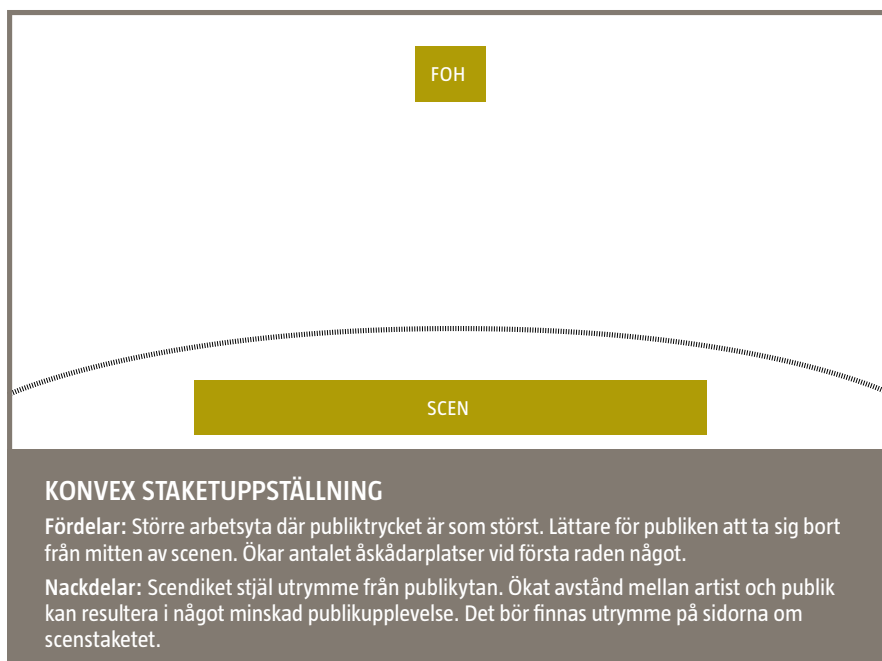 FOH
SCEN
KONVEX STAKETUPPSTÄLLNING
Fördelar: Större arbetsyta där publiktrycket är som störst. Lättare för publiken att ta sig bort
från mitten av scenen. Ökar antalet åskådarplatser vid första raden något.
Nackdelar: Scendiket stjäl utrymme från publikytan. Ökat avstånd mellan artist och publik
kan resultera i något minskad publikupplevelse. Det bör finnas utrymme på sidorna om
scenstaketet.